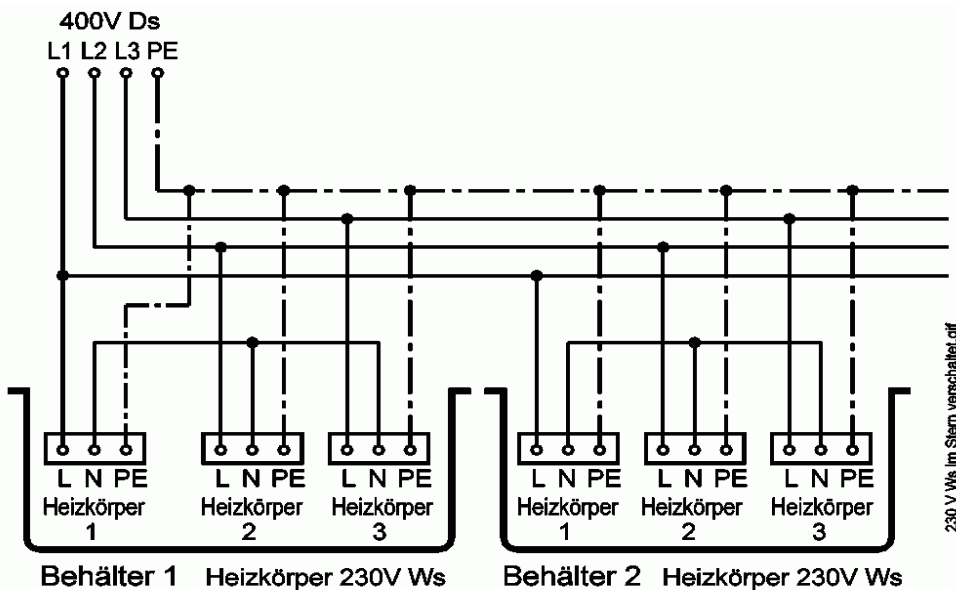 400V Ds
L1 L2 L3 PE
L N PE L N PE L N PE L N PE L N PE L N PE
Heizkörper Heizkörper Heizkörper Heizkörper Heizkörper Heizkörper
1 2 3 1 2 3
Behälter 1 Heizkörper 230V Ws Behälter 2 Heizkörper 230V Ws
230 V Ws im Stern verschaltet.gif